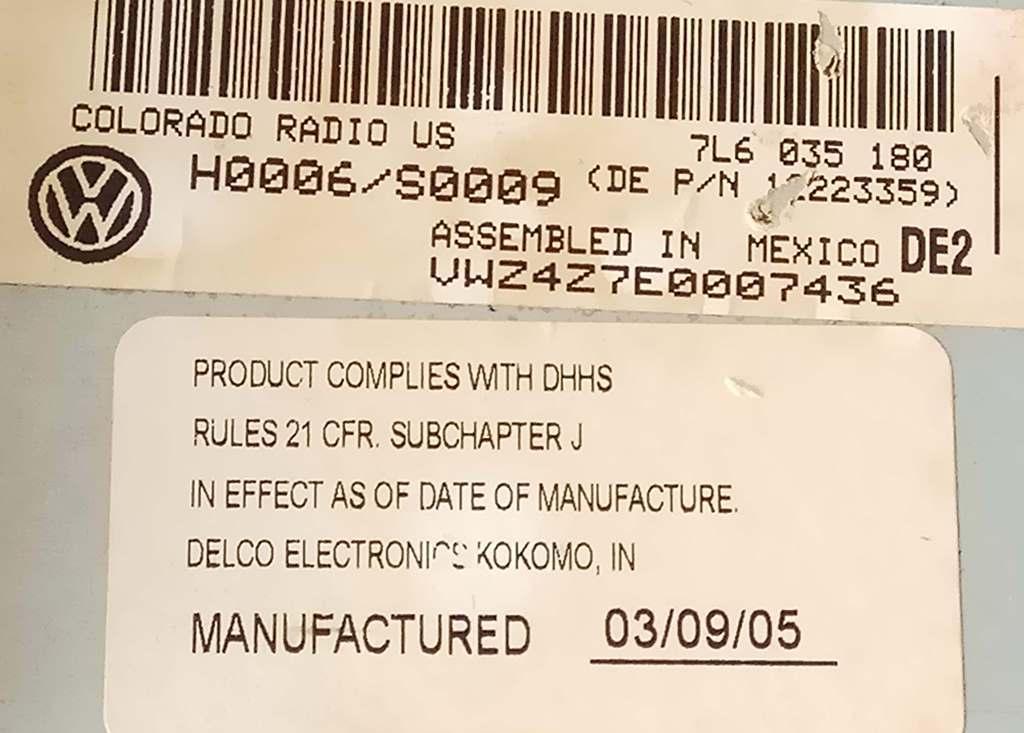 COLORADO RADIO US
7L6 035 180
H0006/S0009 (DE P/N
ASSEMBLED IN MEXICO DE2
VWZ4Z7E0007436
PRODUCT COMPLIES WITH DHHS
RULES 21 CFR. SUBCHAPTER J
IN EFFECT AS OF DATE OF MANUFACTURE.
DELCO ELECTRONICS KOKOMO, IN
MANUFACTURED 03/09/05